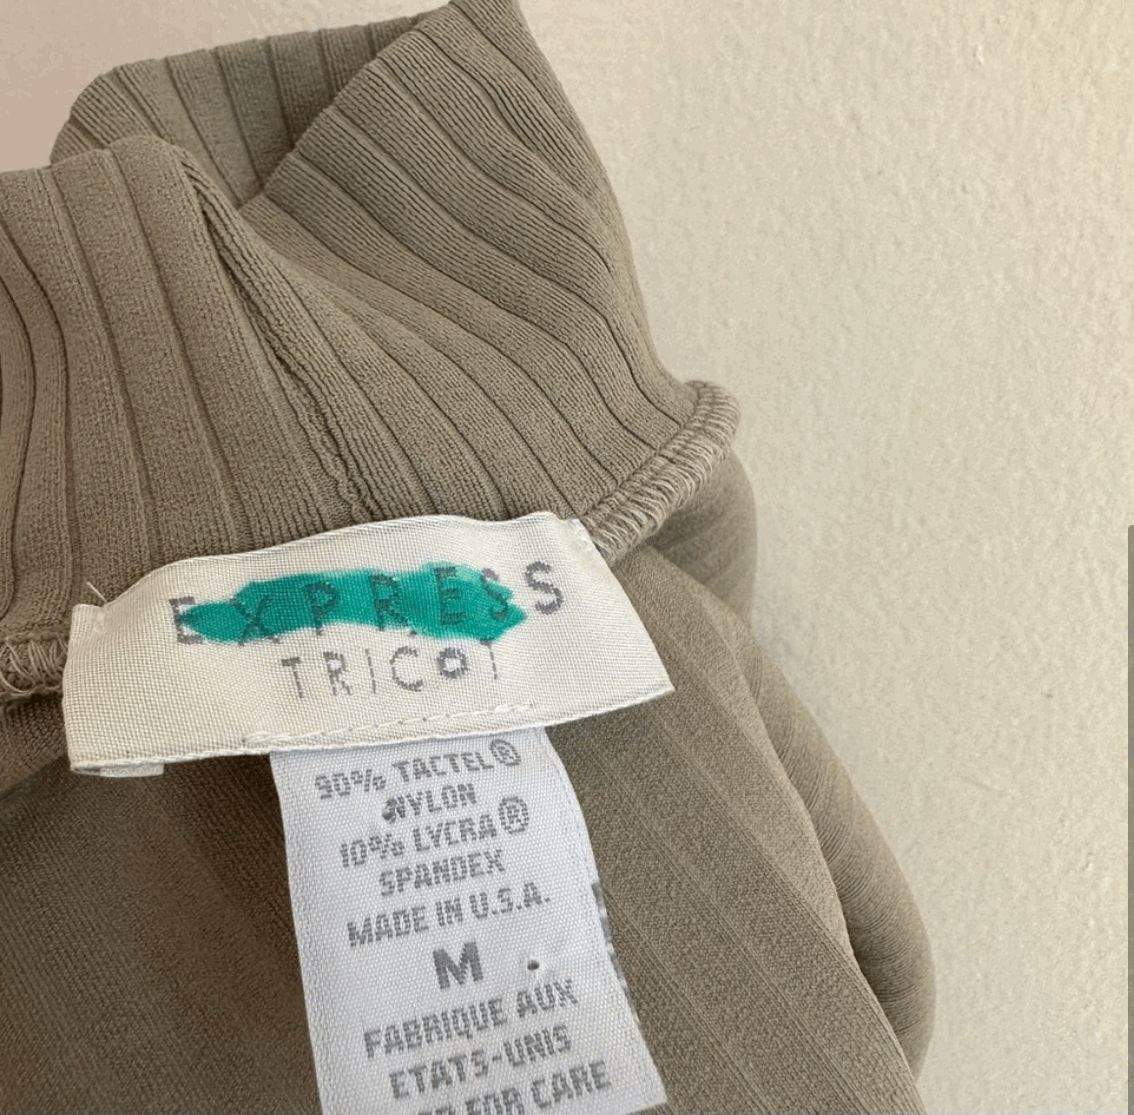 EXPRESS
TRICOT
90% TACTEL®
NYLON
10% LYCRA®
SPANDEX
MADE IN U.S.A.
M
FABRIQUE AUX
ETATS-UNIS
FOR CARE